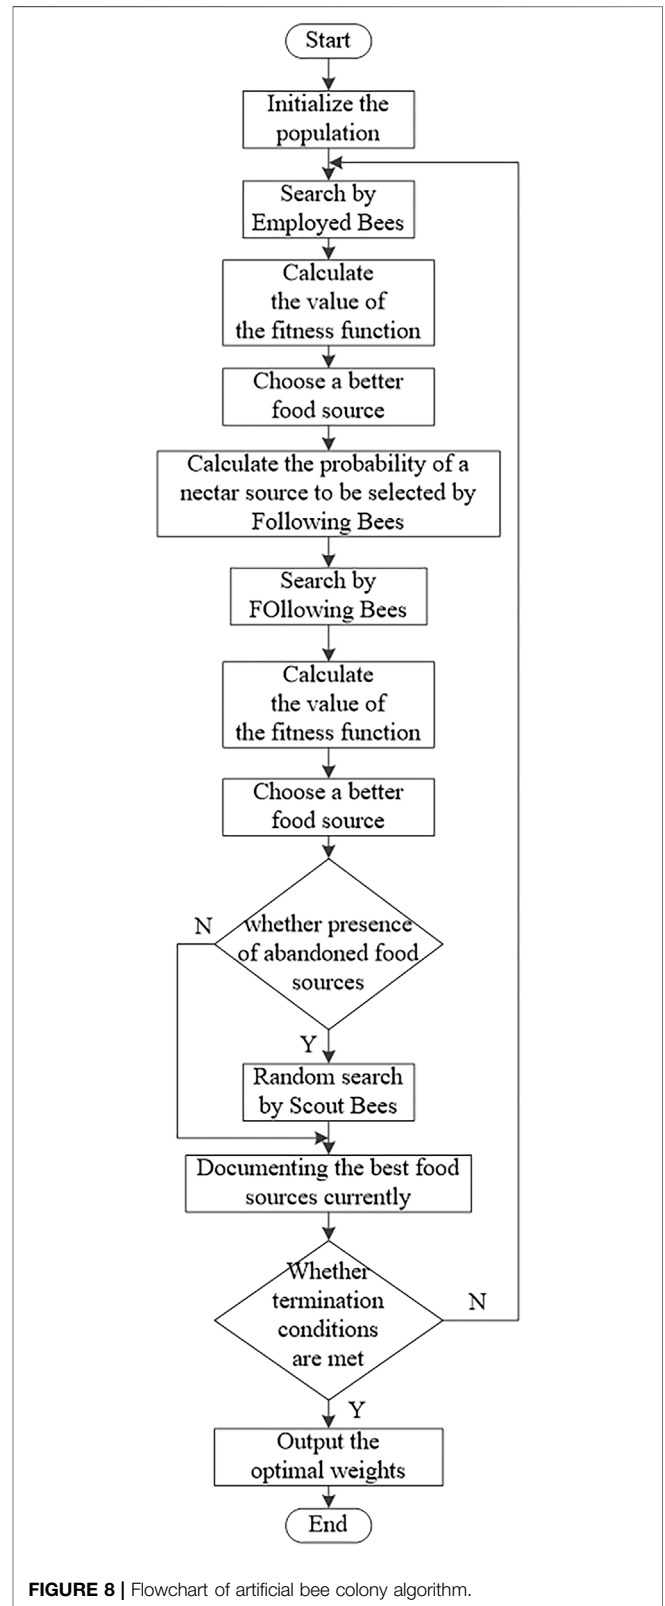 Start
Initialize the
population
Search by
Employed Bees
Calculate
the value of
the fitness function
Choose a better
food source
Calculate the probability of a
nectar source to be selected by
Following Bees
Search by
FOllowing Bees
Calculate
the value of
the fitness function
Choose a better
food source
N
whether presence
of abandoned food
sources
Y
Random search
by Scout Bees
Documenting the best food
sources currently
Whether
termination
conditions
are met
N
Y
Output the
optimal weights
End
FIGURE 8 | Flowchart of artificial bee colony algorithm.